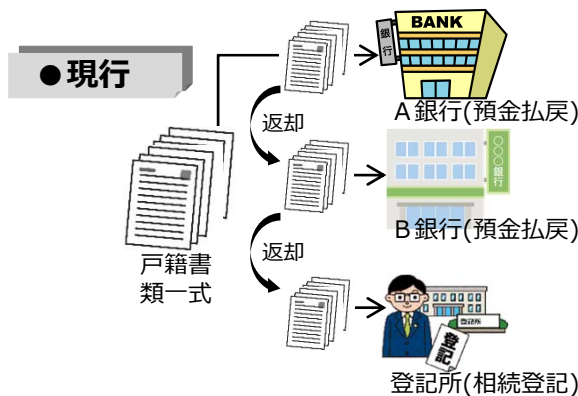 ●現行
BANK
銀行
A銀行(預金払戻)
返却
〇〇〇銀行
B銀行(預金払戻)
戸籍書
類一式
返却
登記所
登記
登記所(相続登記)